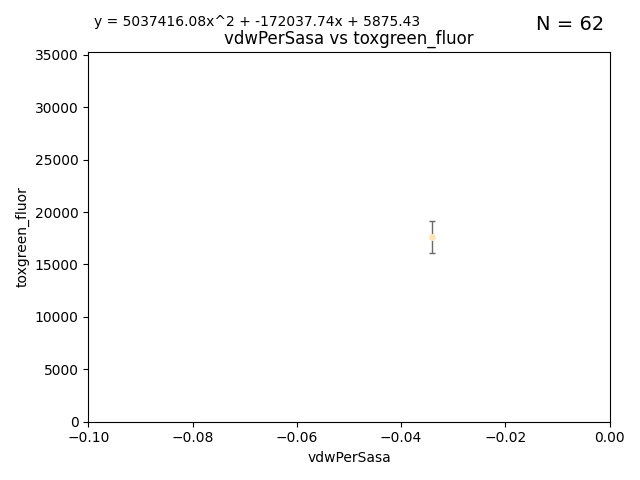 y = 5037416.08x^2 + -172037.74x + 5875.43
N = 62
vdwPerSasa vs toxgreen_fluor
35000
30000
25000
20000
15000
10000
5000
0
toxgreen_fluor
−0.10 −0.08 −0.06 −0.04 −0.02 0.00
vdwPerSasa